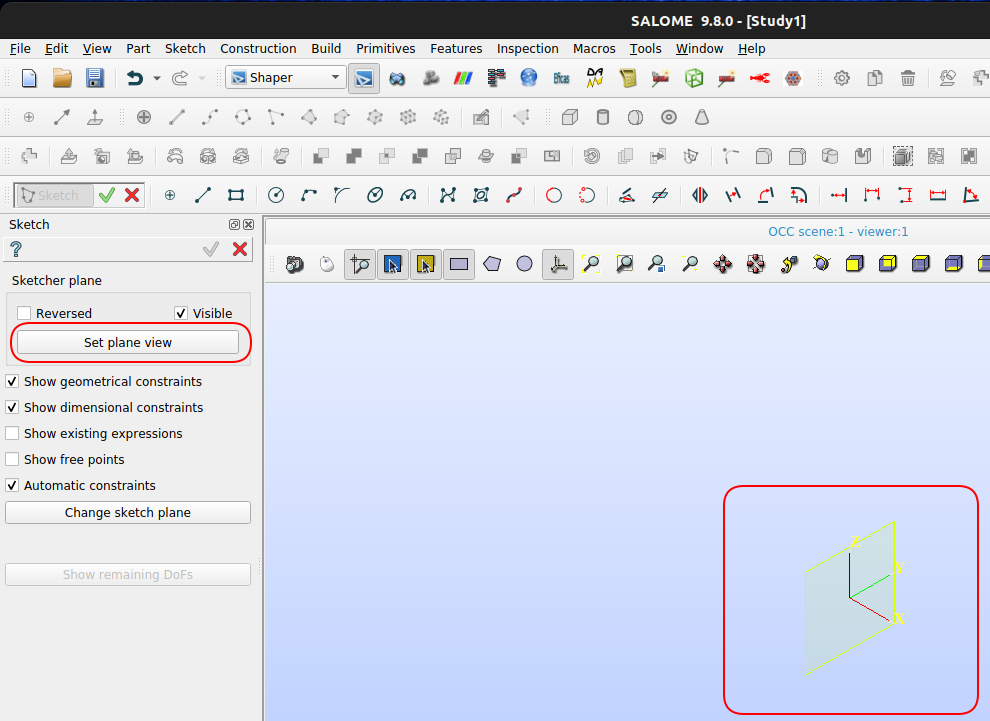 SALOME 9.8.0 - [Study1]
File Edit View Part Sketch Construction Build Primitives Features Inspection Macros Tools Window Help
Shaper
Eficas
DA
Sketch
Sketch
OCC scene:1 - viewer:1
?
Sketcher plane
Reversed Visible
Set plane view
Show geometrical constraints
Show dimensional constraints
Show existing expressions
Show free points
Automatic constraints
Change sketch plane
Show remaining DoFs
Z
Y
X